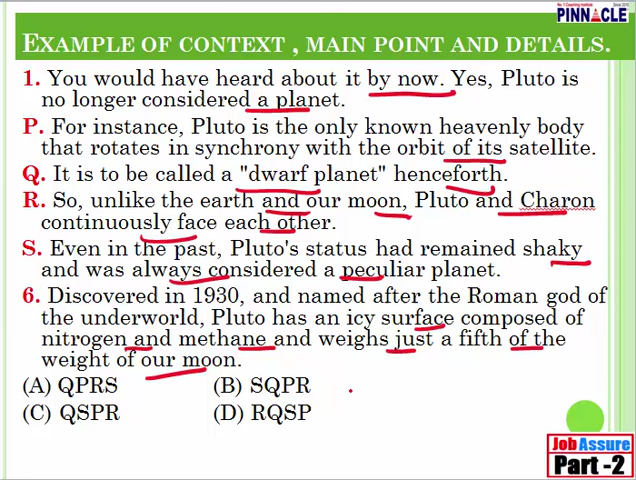 No. 1 Coaching Institute
PINNACLE
EXAMPLE OF CONTEXT , MAIN POINT AND DETAILS.
1. You would have heard about it by now. Yes, Pluto is
no longer considered a planet.
P. For instance, Pluto is the only known heavenly body
that rotates in synchrony with the orbit of its satellite.
Q. It is to be called a "dwarf planet" henceforth.
R. So, unlike the earth and our moon, Pluto and Charon
continuously face each other.
S. Even in the past, Pluto's status had remained shaky
and was always considered a peculiar planet.
6. Discovered in 1930, and named after the Roman god of
the underworld, Pluto has an icy surface composed of
nitrogen and methane and weighs just a fifth of the
weight of our moon.
(A) QPRS (B) SQPR
(C) QSPR (D) RQSP
JobAssure
Part -2